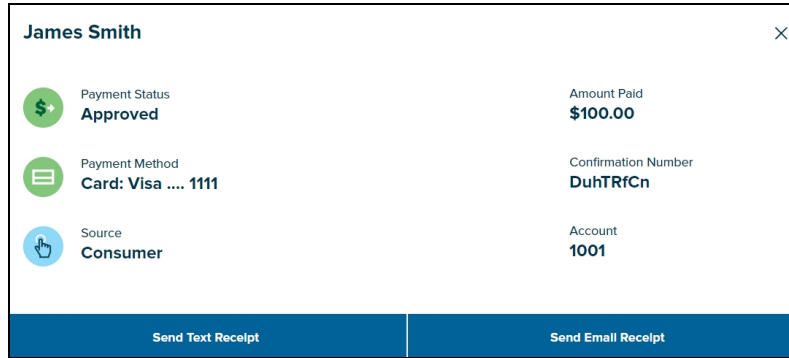 James Smith
Payment Status
Approved
Amount Paid
$100.00
Payment Method
Card: Visa .... 1111
Confirmation Number
DuhTRfCn
Source
Consumer
Account
1001
Send Text Receipt
Send Email Receipt